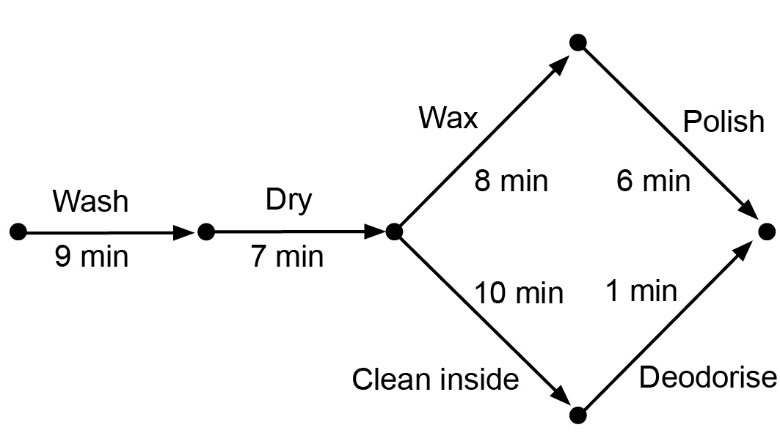 Wash
9 min
Dry
7 min
Wax
8 min
Polish
6 min
Clean inside
10 min
Deodorise
1 min